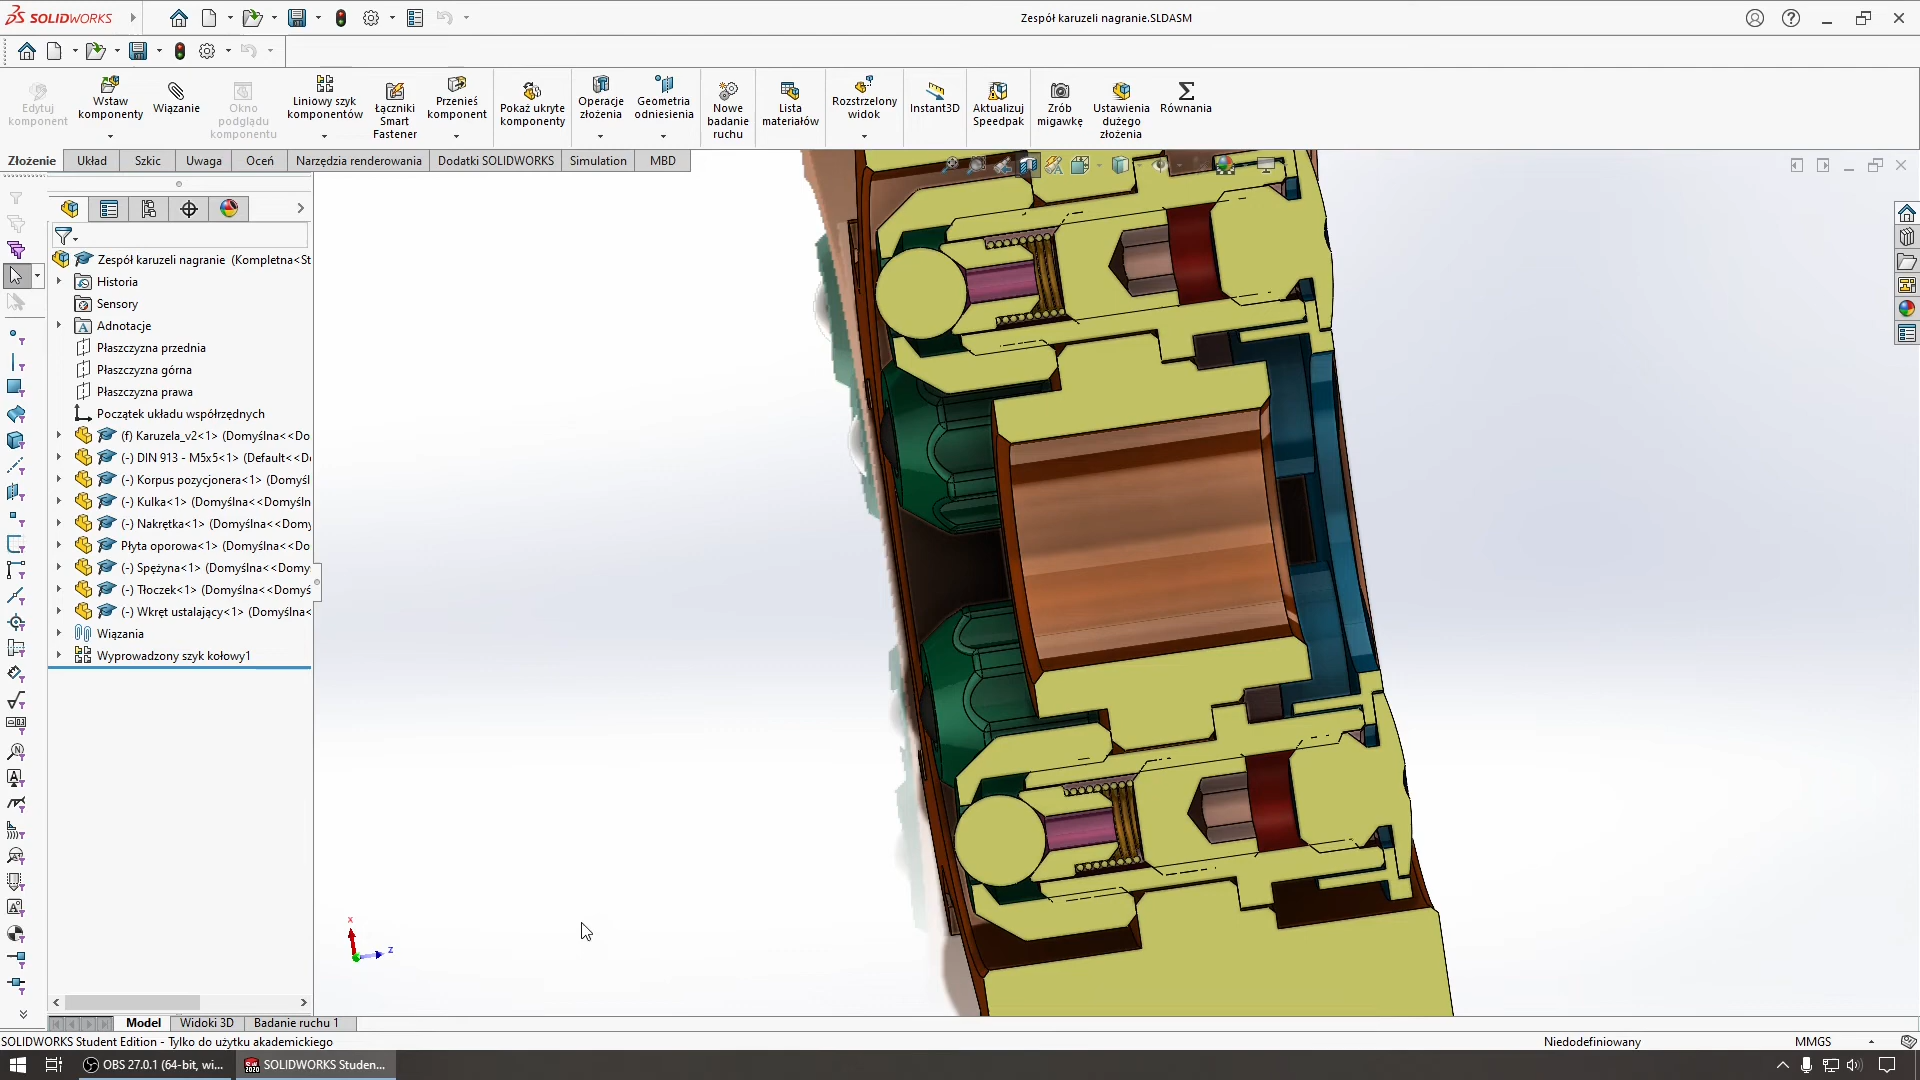 SOLIDWORKS
Zespół karuzeli nagranie.SLDASM
Edytuj komponent
Wstaw komponenty
Wiązanie
Okno podglądu komponentu
Liniowy szyk komponentów
Łączniki Smart Fastener
Przenieś komponent
Pokaż ukryte komponenty
Operacje złożenia
Geometria odniesienia
Nowe badanie ruchu
Lista materiałów
Rozstrzelony widok
Instant3D
Aktualizuj Speedpak
Zrób migawkę
Ustawienia dużego złożenia
Równania
Złożenie
Układ
Szkic
Uwaga
Oceń
Narzędzia renderowania
Dodatki SOLIDWORKS
Simulation
MBD
Zespół karuzeli nagranie (Kompletna<St
Historia
Sensory
Adnotacje
Płaszczyzna przednia
Płaszczyzna górna
Płaszczyzna prawa
Początek układu współrzędnych
(f) Karuzela_v2<1> (Domyślna<<Do
(-) DIN 913 - M5x5<1> (Default<<D
(-) Korpus pozycjonera<1> (Domyśl
(-) Kulka<1> (Domyślna<<Domyśln
(-) Nakrętka<1> (Domyślna<<Domy
Płyta oporowa<1> (Domyślna<<Do
(-) Spężyna<1> (Domyślna<<Domy
(-) Tłoczek<1> (Domyślna<<Domyś
(-) Wkręt ustalający<1> (Domyślna<
Wiązania
Wyprowadzony szyk kołowy1
x
z
Model
Widoki 3D
Badanie ruchu 1
SOLIDWORKS Student Edition - Tylko do użytku akademickiego
Niedodefiniowany
MMGS
OBS 27.0.1 (64-bit, wi...
SOLIDWORKS Studen...